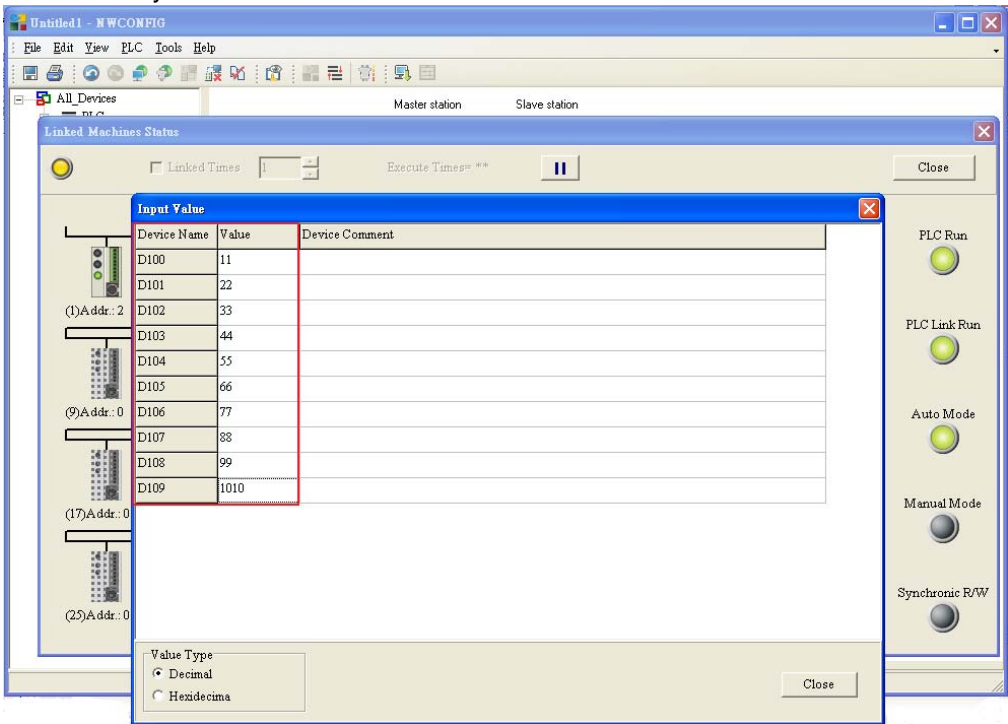 Untitled1 - NWCONFIG
File Edit View PLC Tools Help
All_Devices
Master station Slave station
Linked Machines Status
Linked Times 1 Execute Times= ** Close
Input Value
Device Name Value Device Comment
D100 11
D101 22
D102 33
D103 44
D104 55
D105 66
D106 77
D107 88
D108 99
D109 1010
(1)Addr.: 2
(9)Addr.: 0
(17)Addr.: 0
(25)Addr.: 0
PLC Run
PLC Link Run
Auto Mode
Manual Mode
Synchronic R/W
Value Type
Decimal
Hexidecima
Close